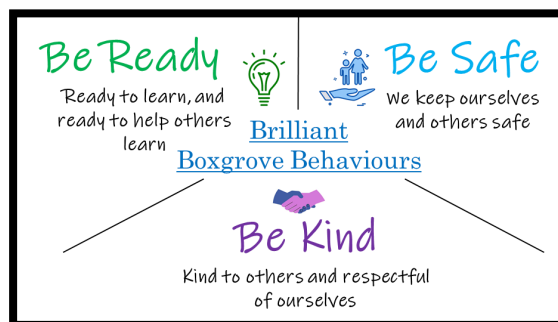 Be Ready
Ready to learn, and
ready to help others
learn
Be Safe
We keep ourselves
and others safe
Brilliant
Boxgrove Behaviours
Be Kind
Kind to others and respectful
of ourselves